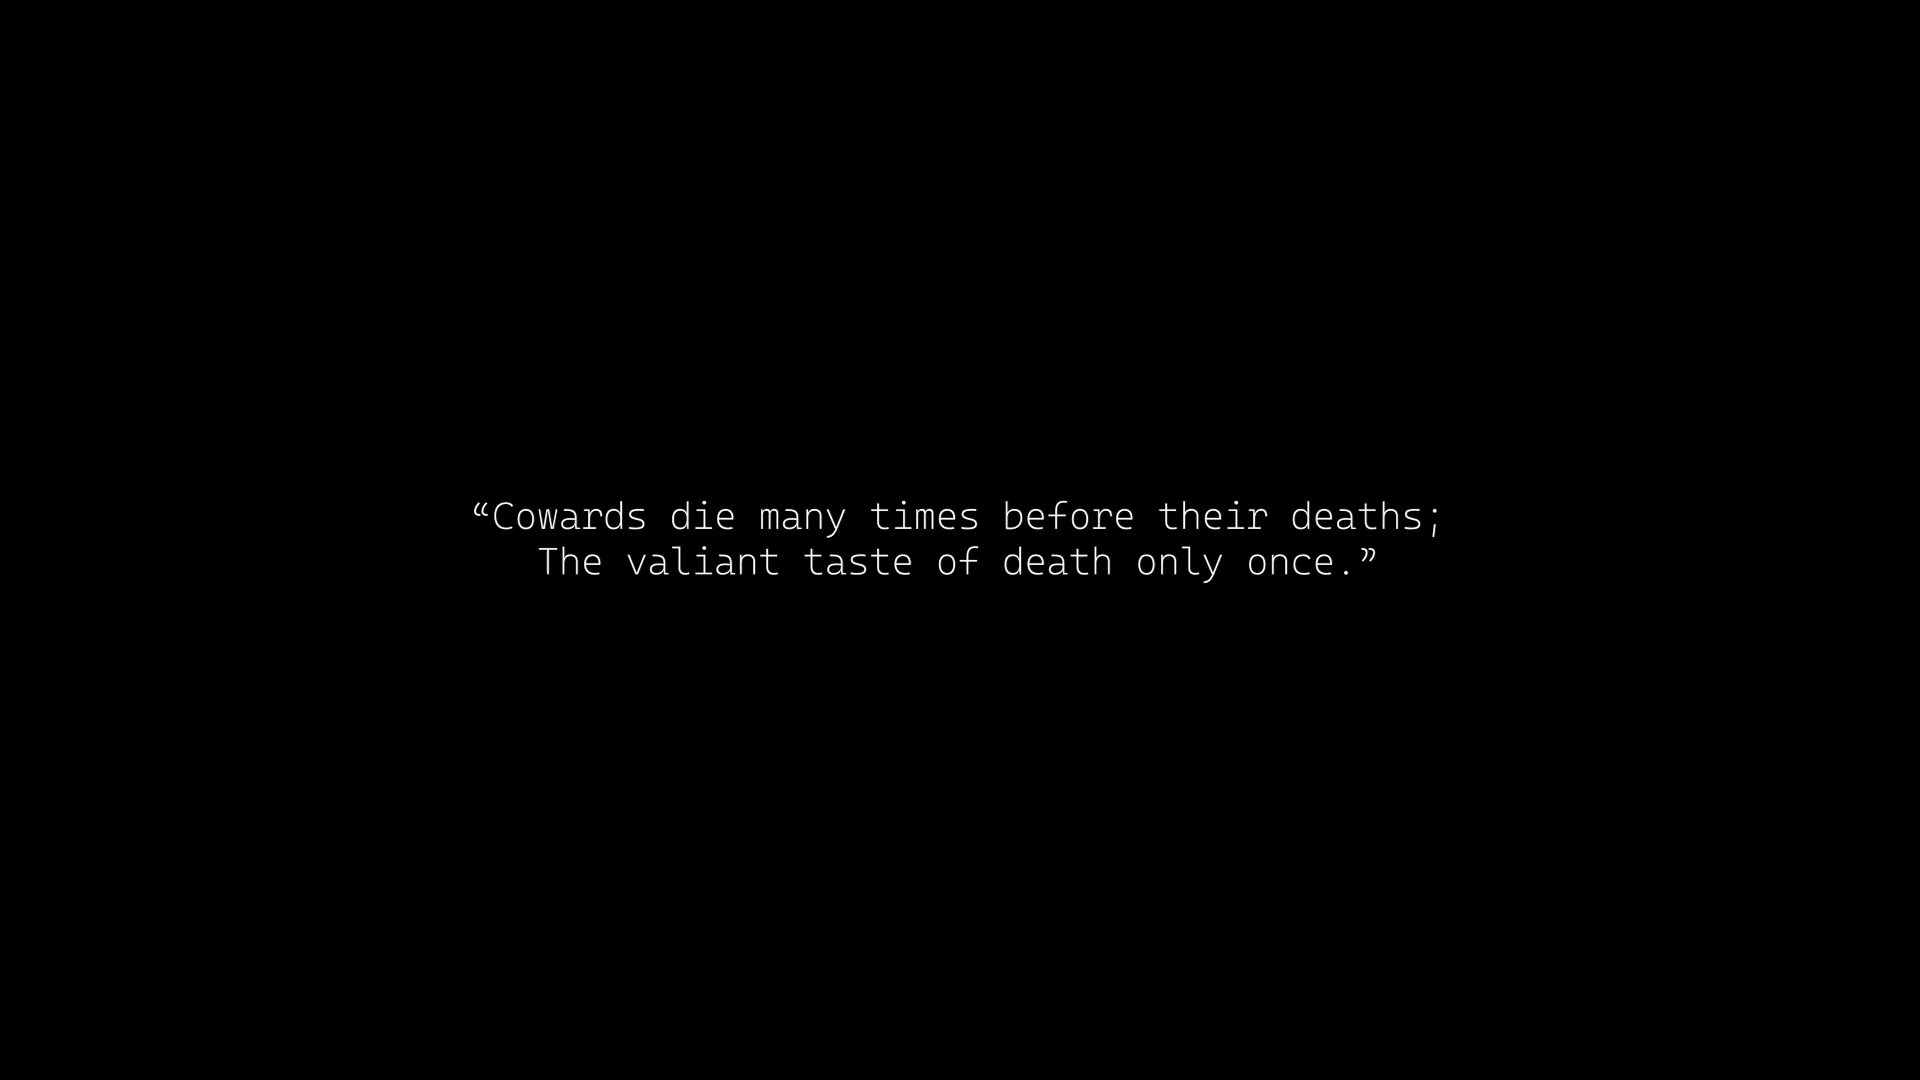 “Cowards die many times before their deaths;
The valiant taste of death only once.”